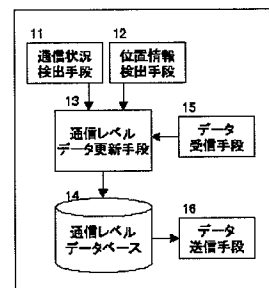 11
通信状況
検出手段
12
位置情報
検出手段
13
通信レベル
データ更新手段
15
データ
受信手段
14
通信レベル
データベース
16
データ
送信手段